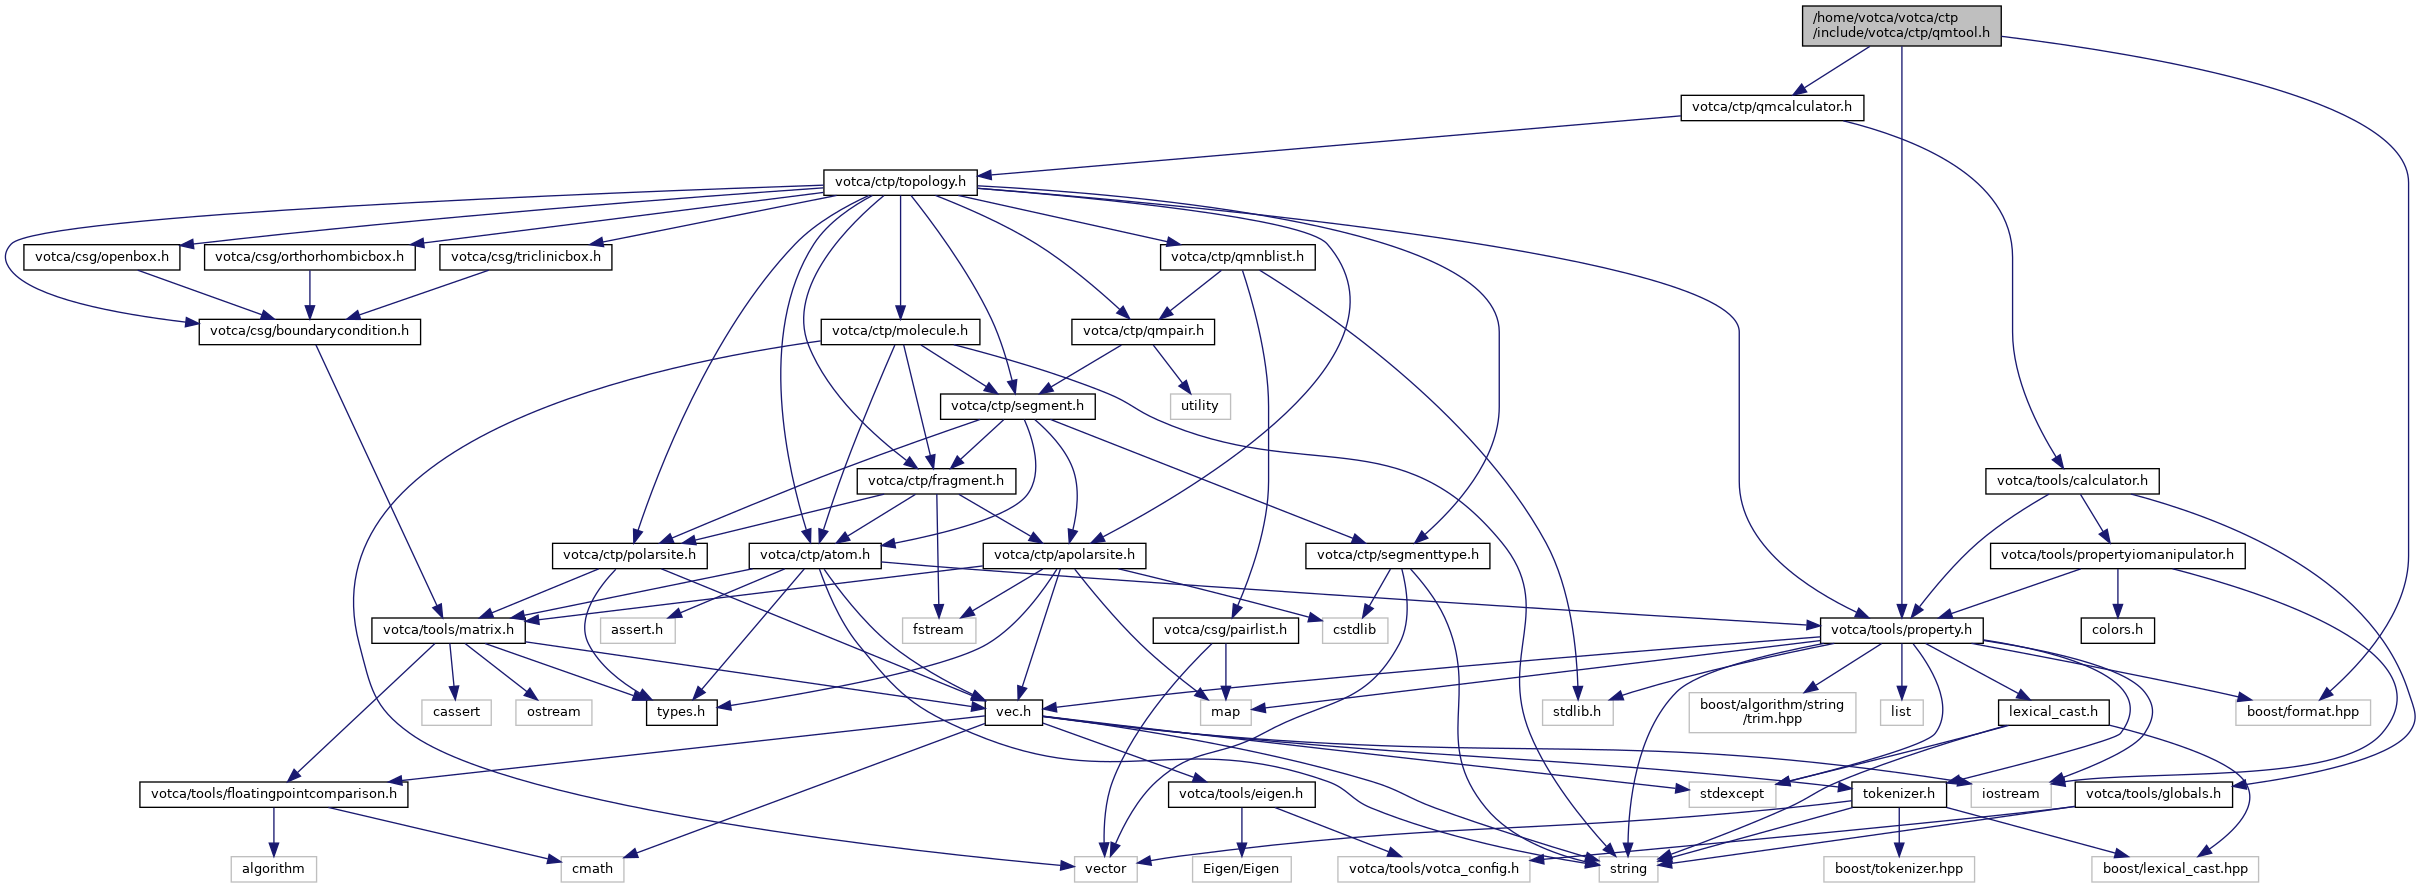 /home/votca/votca/ctp
/include/votca/ctp/qmtool.h
votca/ctp/qmcalculator.h
votca/ctp/topology.h
votca/csg/openbox.h
votca/csg/orthorhombicbox.h
votca/csg/triclinicbox.h
votca/ctp/qmnblist.h
votca/csg/boundarycondition.h
votca/ctp/molecule.h
votca/ctp/qmpair.h
votca/ctp/segment.h
utility
votca/ctp/fragment.h
votca/tools/calculator.h
votca/ctp/polarsite.h
votca/ctp/atom.h
votca/ctp/apolarsite.h
votca/ctp/segmenttype.h
votca/tools/propertyiomanipulator.h
votca/tools/matrix.h
assert.h
fstream
votca/csg/pairlist.h
cstdlib
votca/tools/property.h
colors.h
cassert
ostream
types.h
vec.h
map
stdlib.h
boost/algorithm/string
/trim.hpp
list
lexical_cast.h
boost/format.hpp
votca/tools/floatingpointcomparison.h
votca/tools/eigen.h
stdexcept
tokenizer.h
iostream
votca/tools/globals.h
algorithm
cmath
vector
Eigen/Eigen
votca/tools/votca_config.h
string
boost/tokenizer.hpp
boost/lexical_cast.hpp